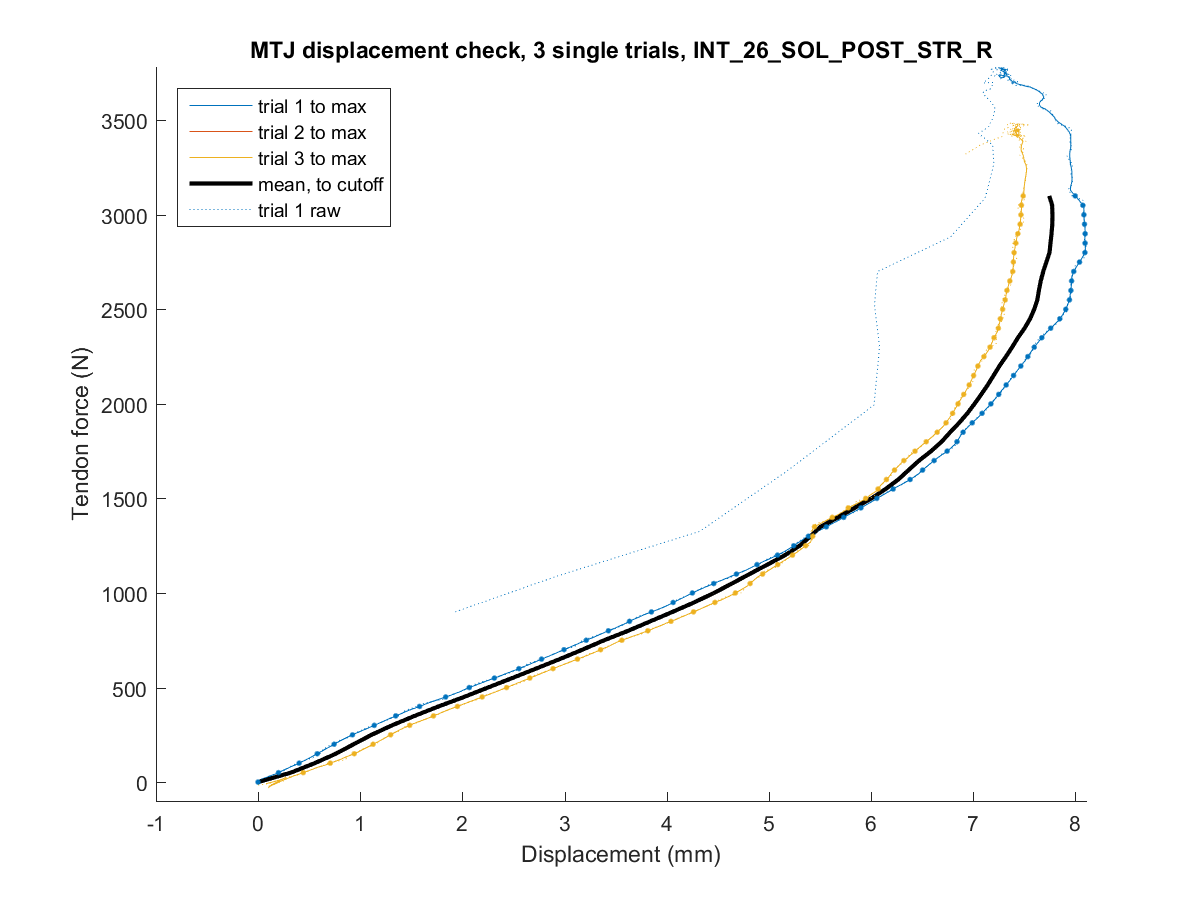 MTJ displacement check, 3 single trials, INT_26_SOL_POST_STR_R
trial 1 to max
trial 2 to max
trial 3 to max
mean, to cutoff
trial 1 raw
Tendon force (N)
3500
3000
2500
2000
1500
1000
500
0
-1 0 1 2 3 4 5 6 7 8
Displacement (mm)